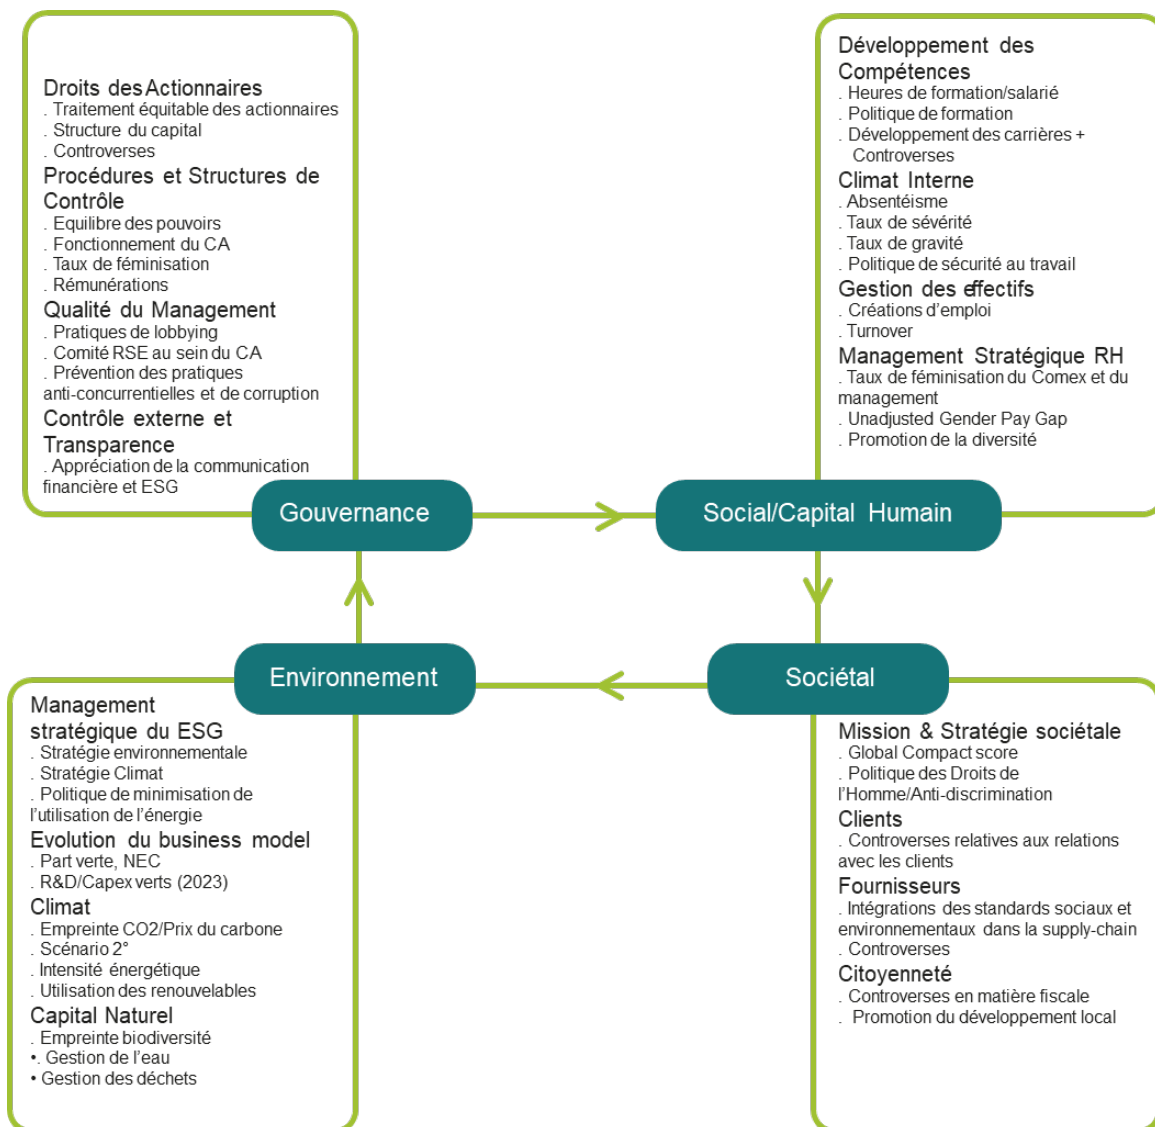 Droits des Actionnaires
. Traitement équitable des actionnaires
. Structure du capital
. Controverses
Procédures et Structures de
Contrôle
. Equilibre des pouvoirs
. Fonctionnement du CA
. Taux de féminisation
. Rémunérations
Qualité du Management
. Pratiques de lobbying
. Comité RSE au sein du CA
. Prévention des pratiques
anti-concurrentielles et de corruption
Contrôle externe et
Transparence
. Appréciation de la communication
financière et ESG
Gouvernance
Développement des
Compétences
. Heures de formation/salarié
. Politique de formation
. Développement des carrières +
Controverses
Climat Interne
. Absentéisme
. Taux de sévérité
. Taux de gravité
. Politique de sécurité au travail
Gestion des effectifs
. Créations d'emploi
. Turnover
Management Stratégique RH
. Taux de féminisation du Comex et du
management
. Unadjusted Gender Pay Gap
. Promotion de la diversité
Social/Capital Humain
Environnement
Management
stratégique du ESG
. Stratégie environnementale
. Stratégie Climat
. Politique de minimisation de
l'utilisation de l'énergie
Evolution du business model
. Part verte, NEC
. R&D/Capex verts (2023)
Climat
. Empreinte CO2/Prix du carbone
. Scénario 2°
. Intensité énergétique
. Utilisation des renouvelables
Capital Naturel
. Empreinte biodiversité
•. Gestion de l'eau
• Gestion des déchets
Sociétal
Mission & Stratégie sociétale
. Global Compact score
. Politique des Droits de
l'Homme/Anti-discrimination
Clients
. Controverses relatives aux relations
avec les clients
Fournisseurs
. Intégrations des standards sociaux et
environnementaux dans la supply-chain
. Controverses
Citoyenneté
. Controverses en matière fiscale
. Promotion du développement local